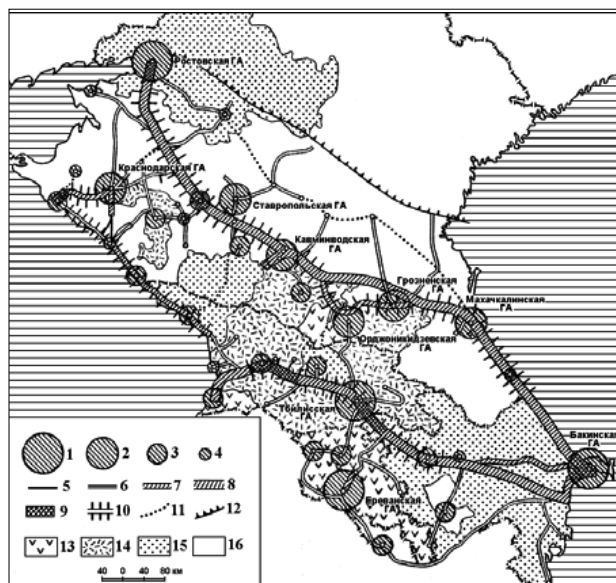 Ростовская ГА
Краснодарская ГА
Ставропольская ГА
Кавминводская
ГА
Грозненская
ГА
Махачкалинская
ГА
Орджоникидзевская
ГА
Тбилисская
ГА
Бакинская
ГА
Ереванская
ГА
1 2 3 4
5 6 7 8
9 10 11 12
13 14 15 16
40 0 40 80 км